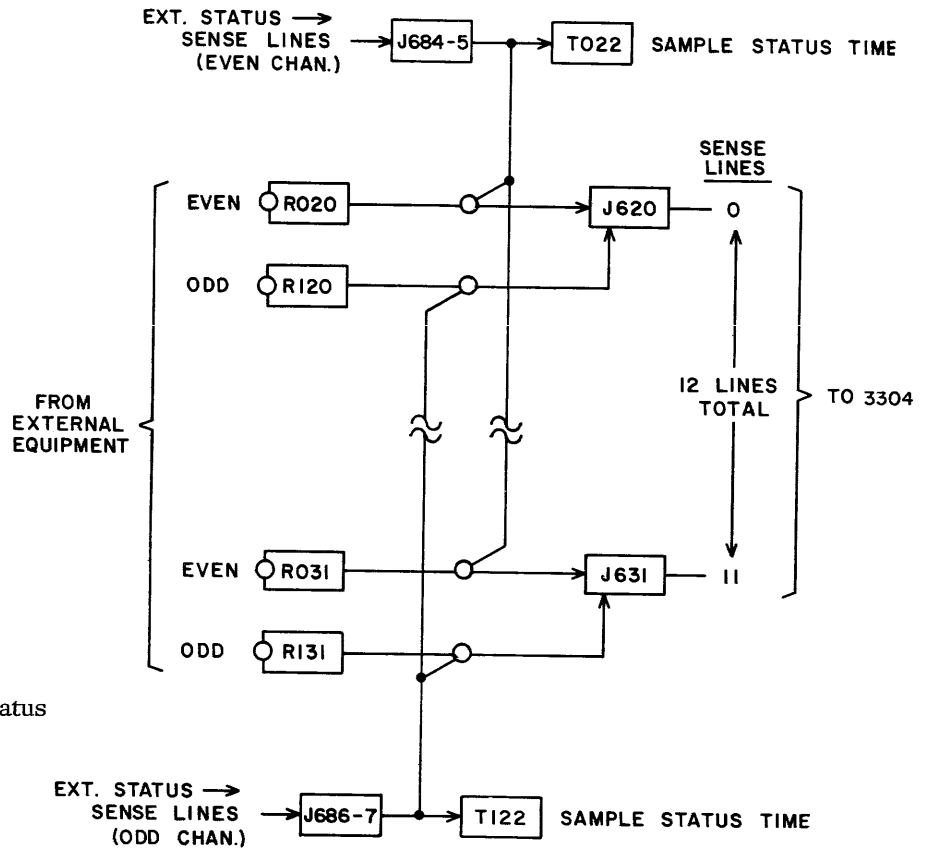 EXT. STATUS →
SENSE LINES
(EVEN CHAN.)
J684-5
T022
SAMPLE STATUS TIME
SENSE
LINES
EVEN
R020
J620
0
ODD
R120
FROM
EXTERNAL
EQUIPMENT
12 LINES
TOTAL
TO 3304
EVEN
R031
J631
11
ODD
R131
atus
EXT. STATUS →
SENSE LINES
(ODD CHAN.)
J686-7
T122
SAMPLE STATUS TIME